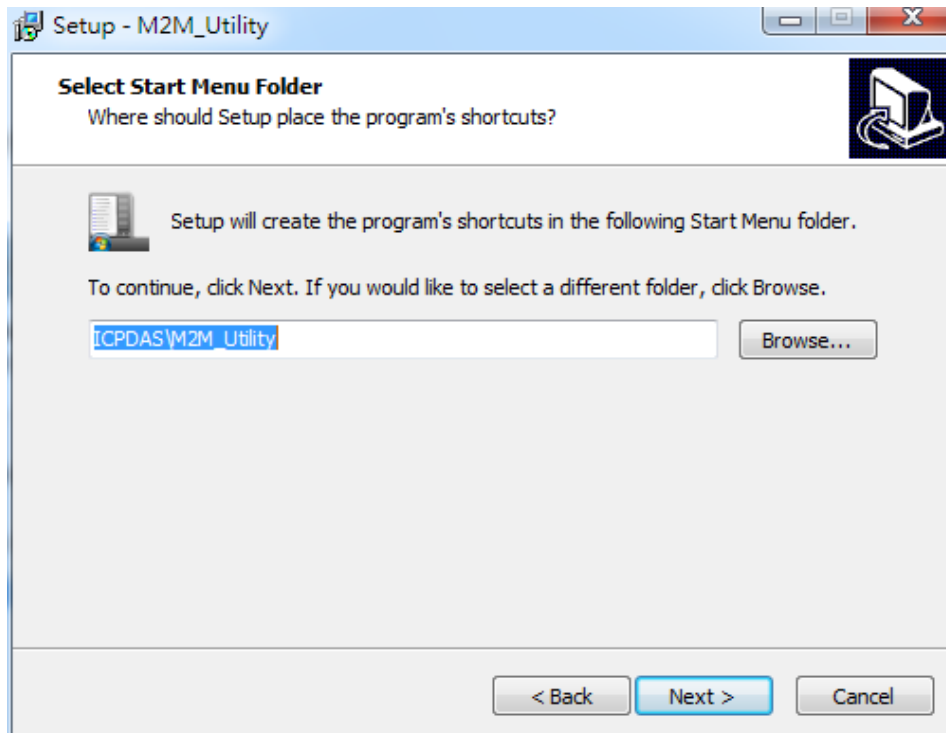 Setup - M2M_Utility
Select Start Menu Folder
Where should Setup place the program's shortcuts?
Setup will create the program's shortcuts in the following Start Menu folder.
To continue, click Next. If you would like to select a different folder, click Browse.
ICPDAS\M2M_Utility
Browse...
< Back
Next >
Cancel